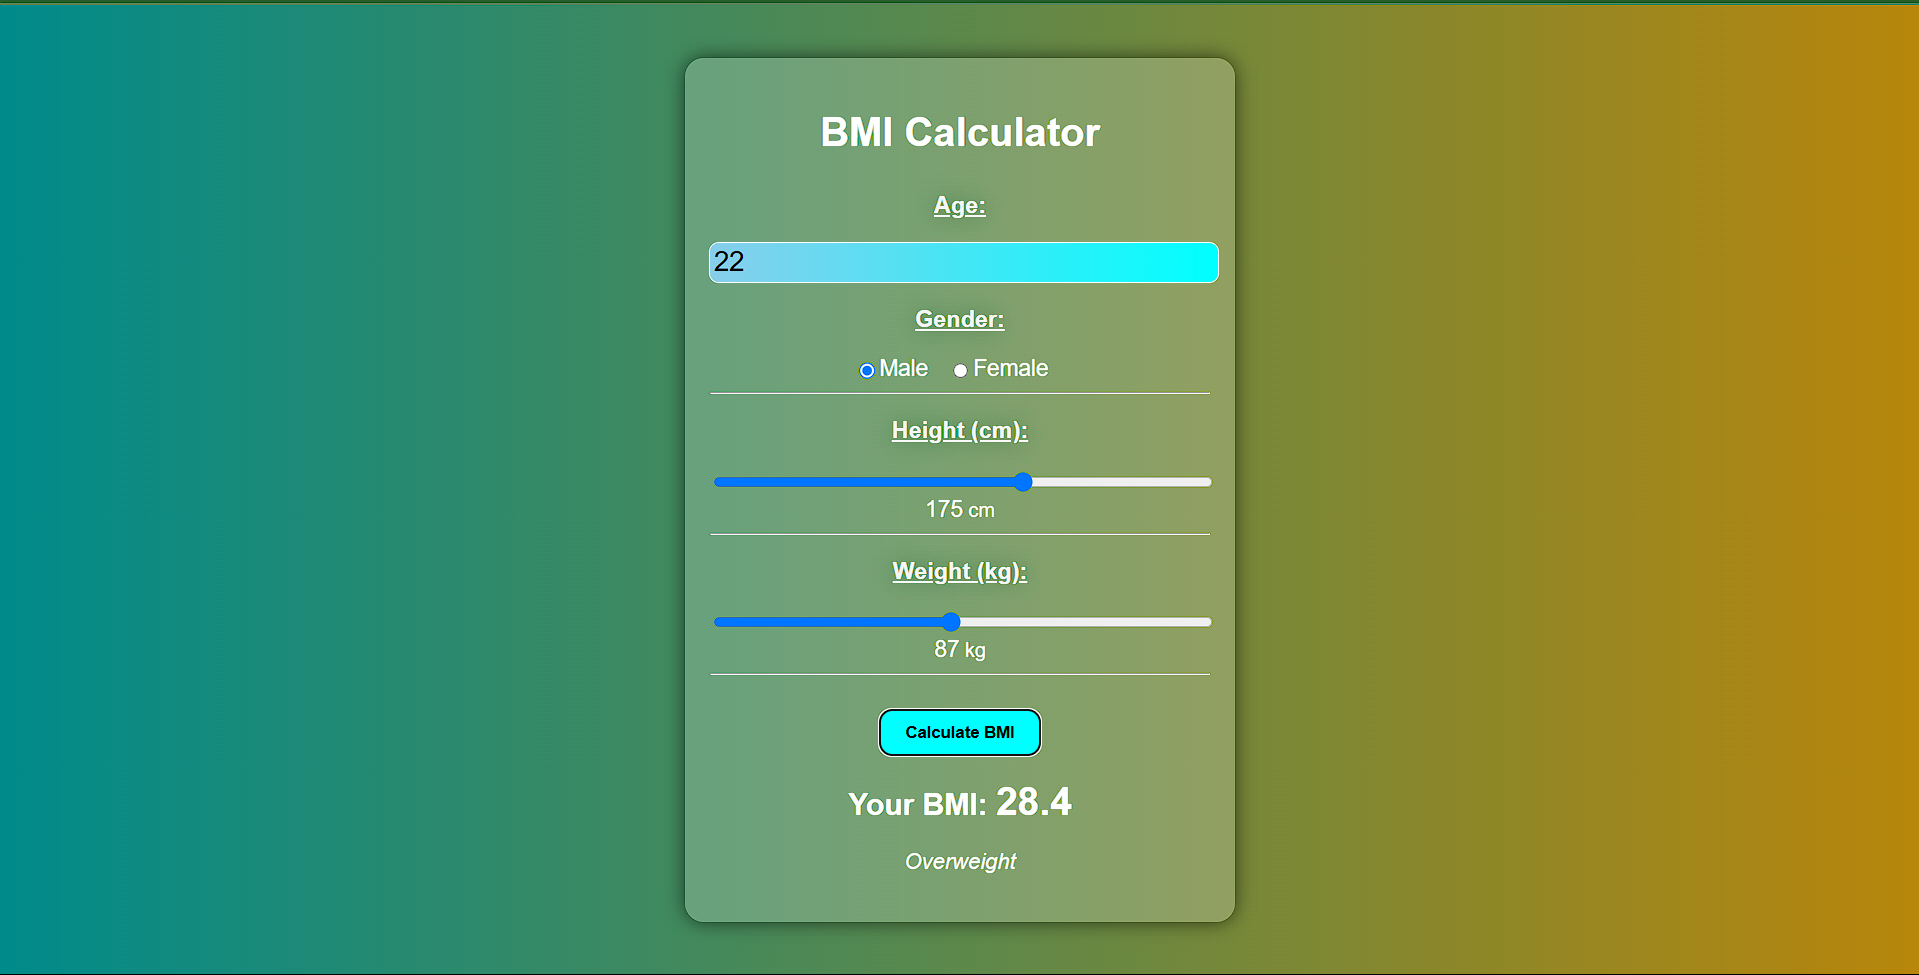 BMI Calculator
Age:
22
Gender:
Male Female
Height (cm):
175 cm
Weight (kg):
87 kg
Calculate BMI
Your BMI: 28.4
Overweight